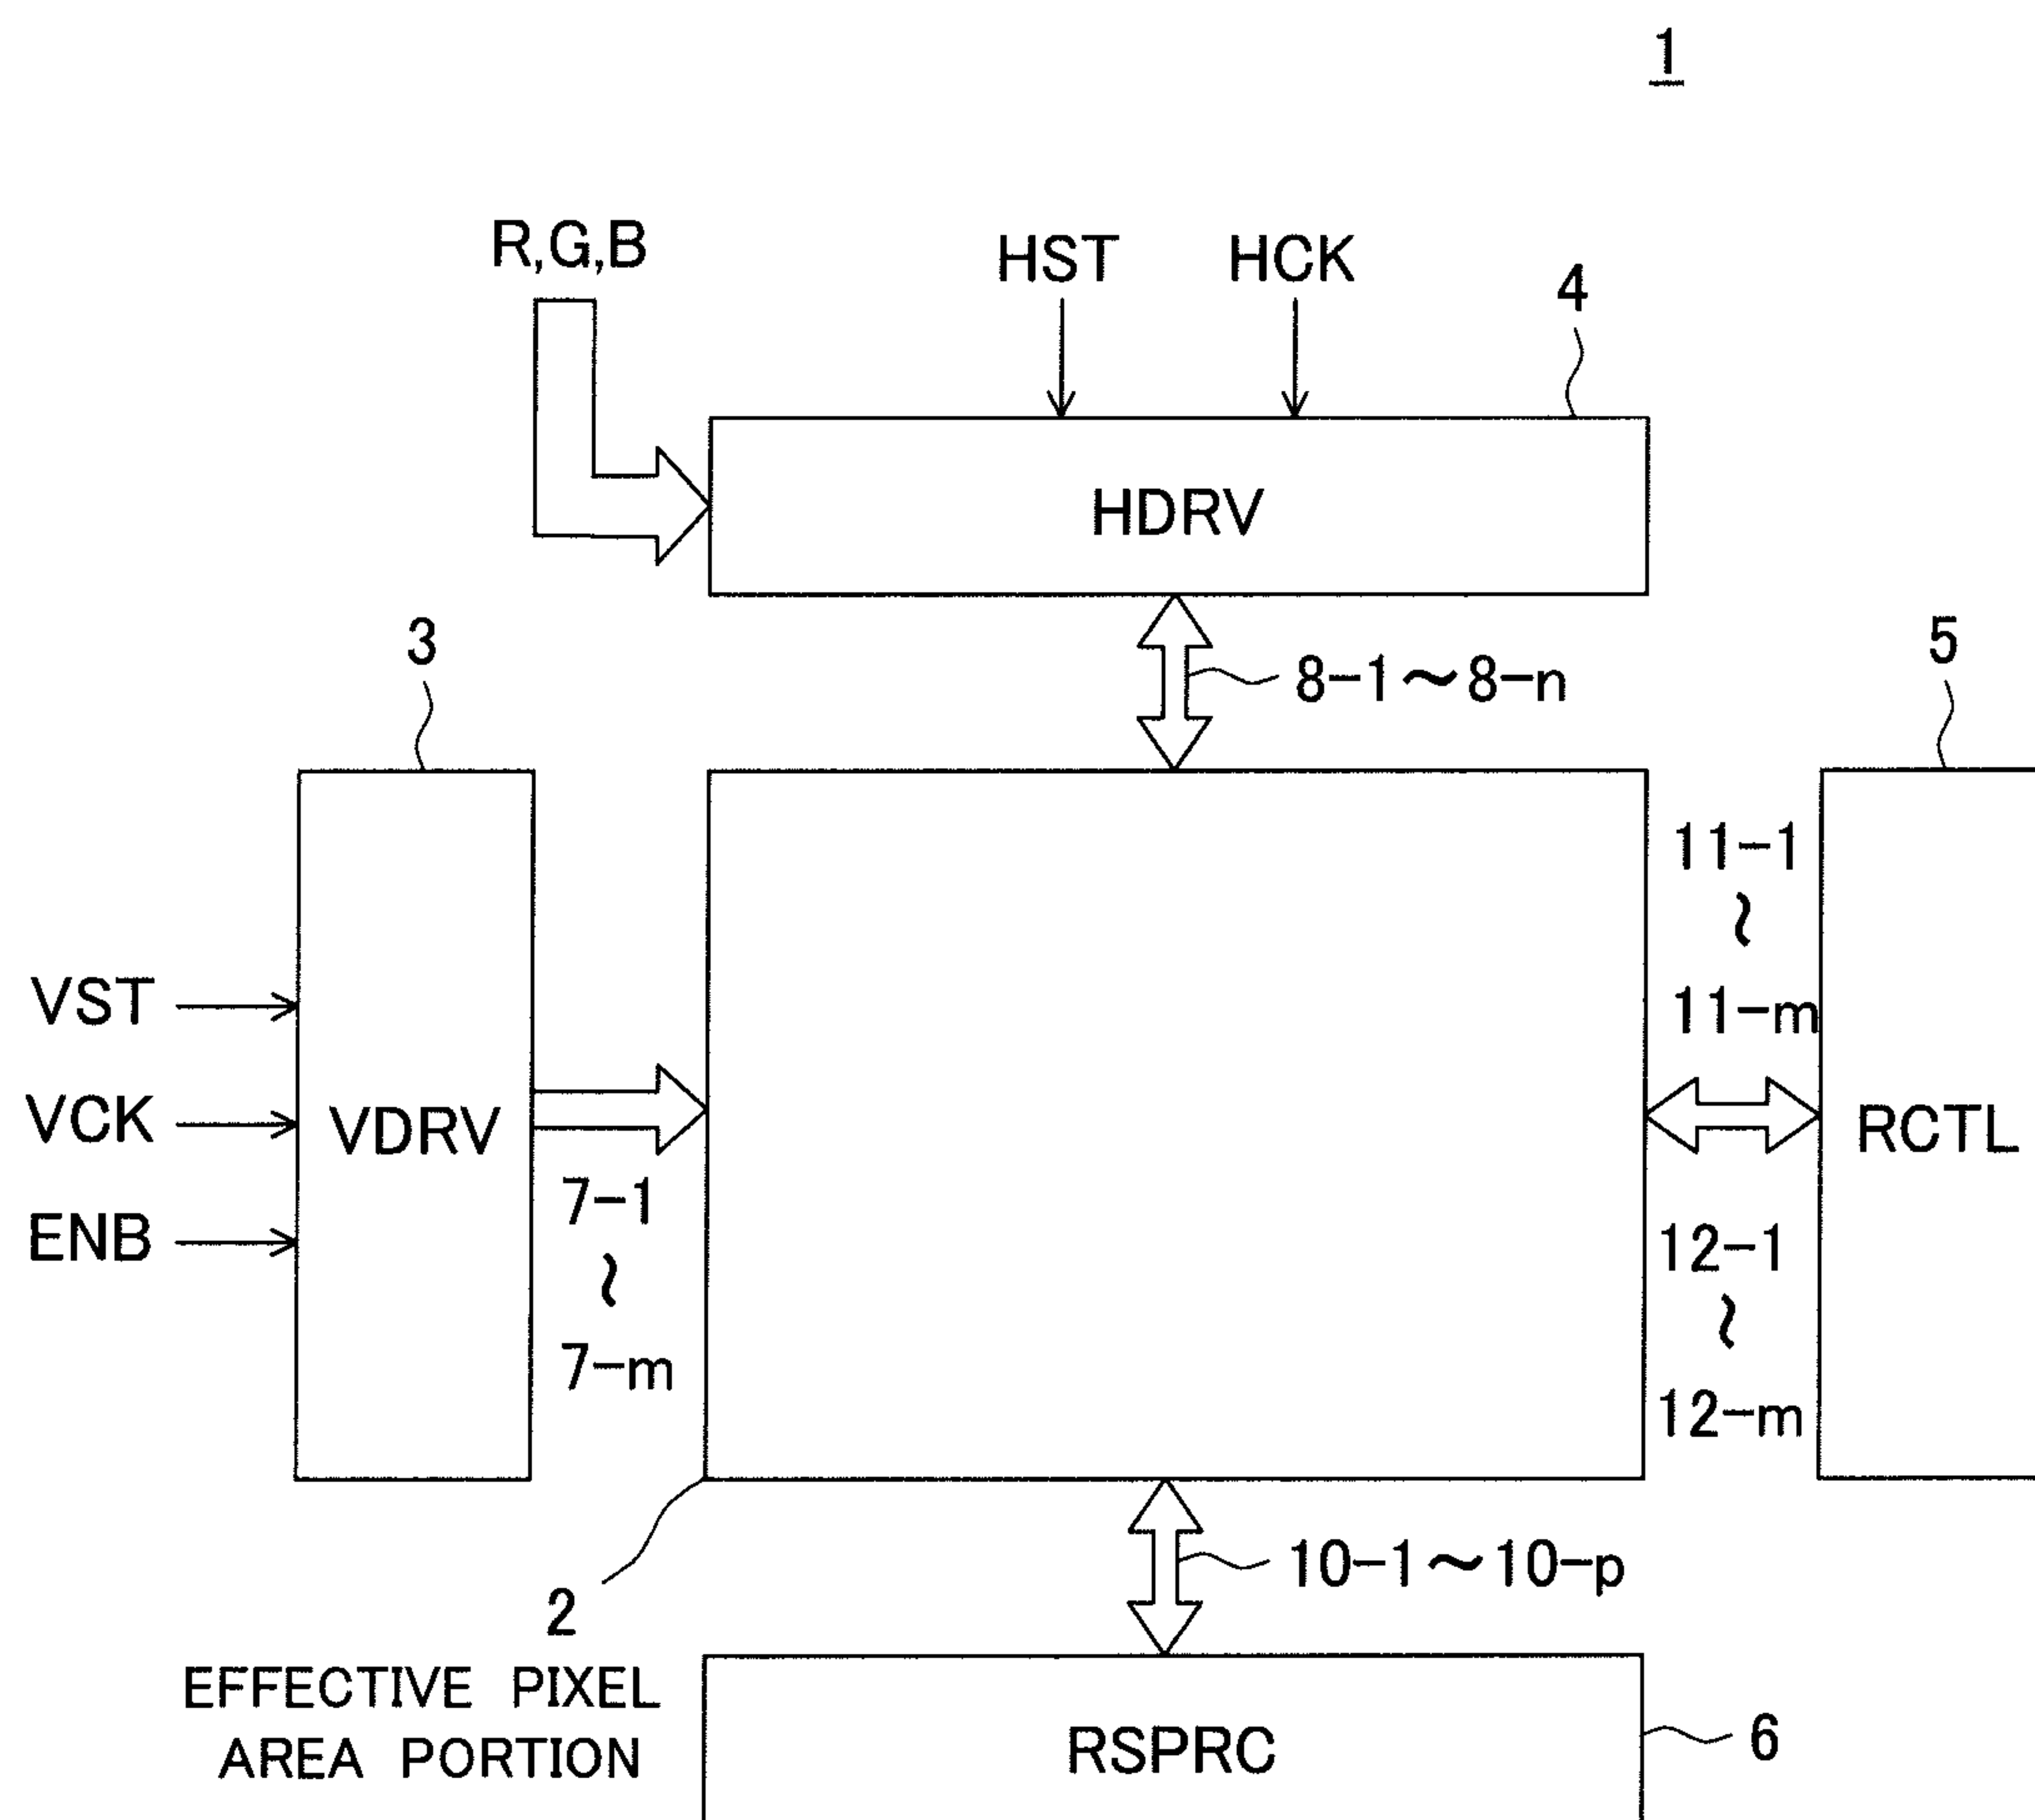 1
R,G,B
HST
HCK
4
HDRV
3
8-1~8-n
5
11-1
~
11-m
VST
VCK
ENB
VDRV
RCTL
7-1
~
7-m
12-1
~
12-m
2
10-1~10-p
EFFECTIVE PIXEL
AREA PORTION
RSPRC
6